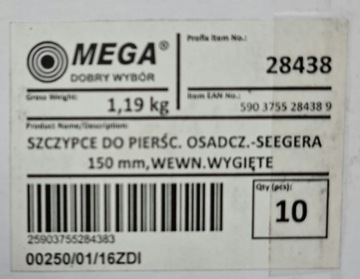 MEGA®
DOBRY WYBÓR
Profix Item No.:
28438
Gross Weight:
1,19 kg
Item EAN No.:
590 3755 28438 9
Product Name/Description:
SZCZYPCE DO PIERŚC. OSADCZ.-SEEGERA
150 mm,WEWN.WYGIĘTE
25903755284383
Qty (pcs):
10
00250/01/16ZDI